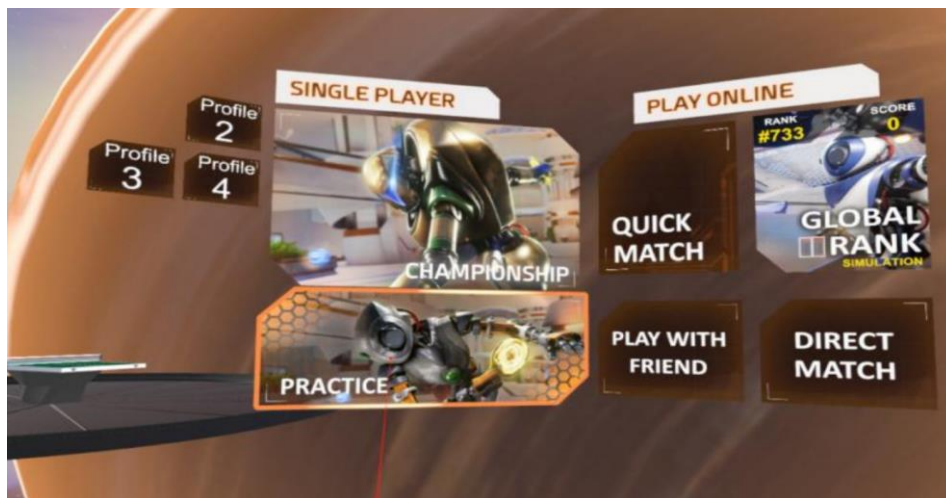 SINGLE PLAYER
Profile
2
Profile
3
Profile
4
CHAMPIONSHIP
PRACTICE
PLAY ONLINE
QUICK
MATCH
RANK
#733
SCORE
0
GLOBAL
RANK
SIMULATION
PLAY WITH
FRIEND
DIRECT
MATCH